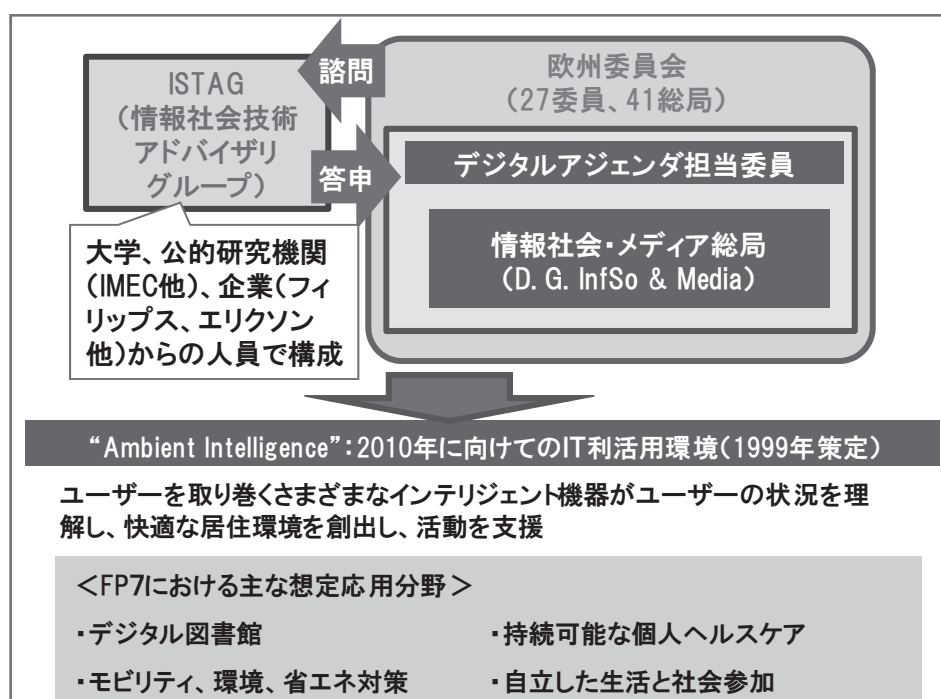 ISTAG
（情報社会技術
アドバイザリ
グループ）
諮問
答申
欧州委員会
（27委員、41総局）
デジタルアジェンダ担当委員
情報社会・メディア総局
（D. G. InfSo & Media）
大学、公的研究機関
（IMEC他）、企業（フィ
リップス、エリクソン
他）からの人員で構成
“Ambient Intelligence”：2010年に向けてのIT利活用環境（1999年策定）
ユーザーを取り巻くさまざまなインテリジェント機器がユーザーの状況を理
解し、快適な居住環境を創出し、活動を支援
＜FP7における主な想定応用分野＞
・デジタル図書館
・持続可能な個人ヘルスケア
・モビリティ、環境、省エネ対策
・自立した生活と社会参加